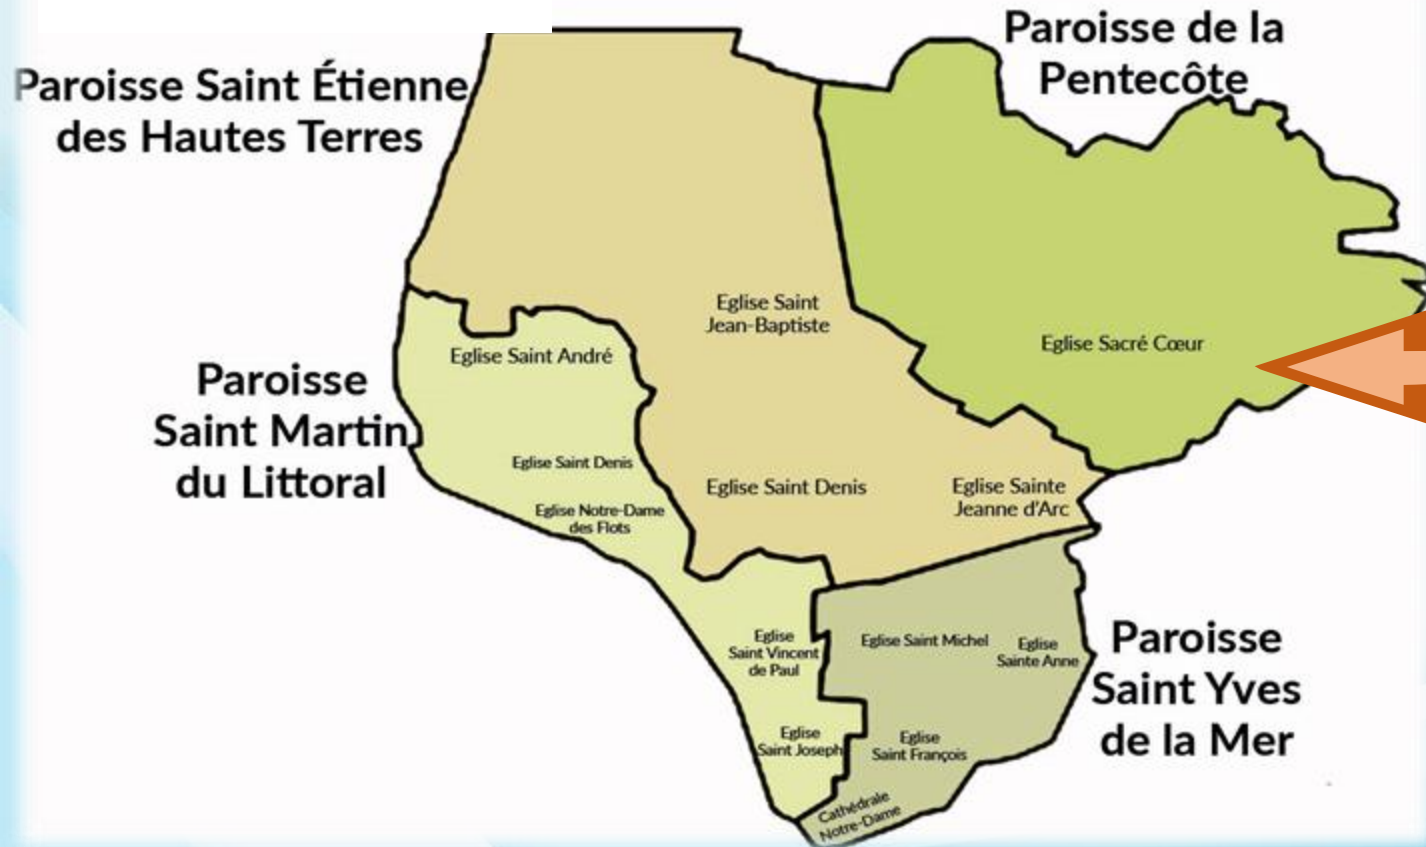 Paroisse de la
Pentecôte
Paroisse Saint Étienne
des Hautes Terres
Eglise Saint
Jean-Baptiste
Eglise Sacré Cœur
Eglise Saint André
Paroisse
Saint Martin
du Littoral
Eglise Saint Denis
Eglise Notre-Dame
des Flots
Eglise Saint Denis
Eglise Sainte
Jeanne d'Arc
Eglise
Saint Vincent
de Paul
Eglise Saint Michel
Eglise
Sainte Anne
Paroisse
Saint Yves
de la Mer
Eglise
Saint Joseph
Eglise
Saint François
Cathédrale
Notre-Dame